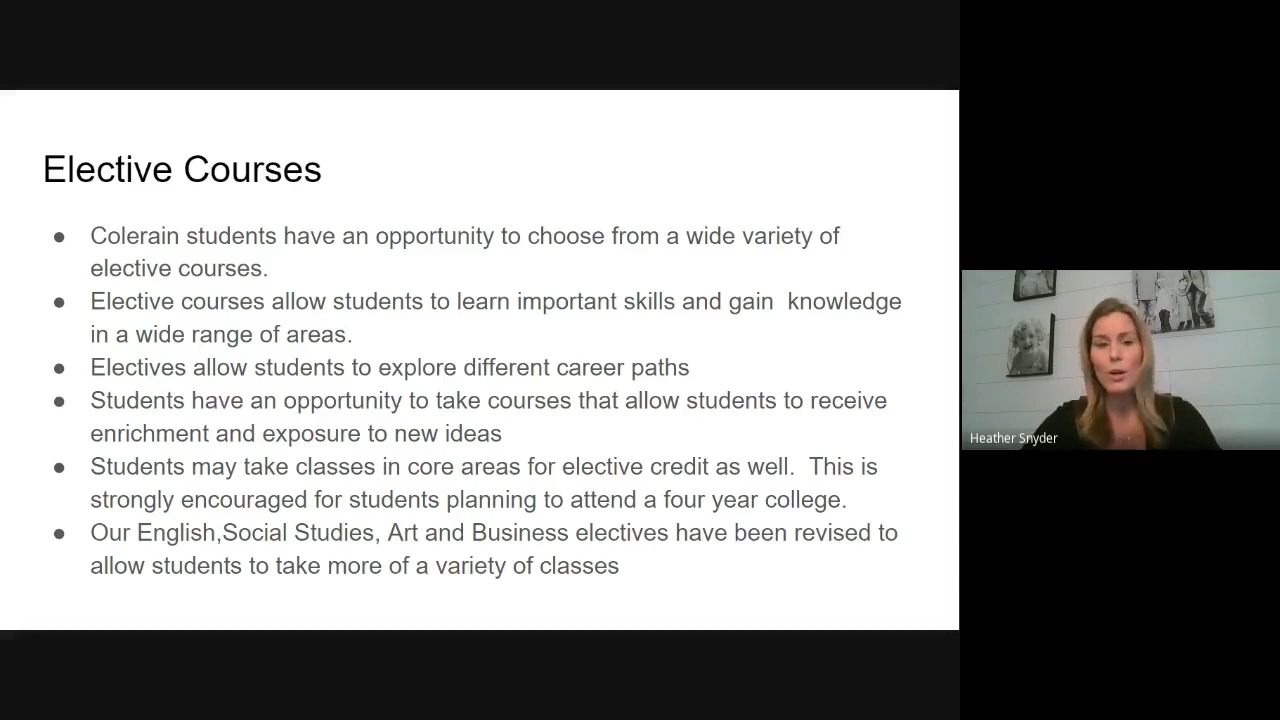 Elective Courses
● Colerain students have an opportunity to choose from a wide variety of
elective courses.
● Elective courses allow students to learn important skills and gain  knowledge
in a wide range of areas.
● Electives allow students to explore different career paths
● Students have an opportunity to take courses that allow students to receive
enrichment and exposure to new ideas
● Students may take classes in core areas for elective credit as well.  This is
strongly encouraged for students planning to attend a four year college.
● Our English,Social Studies, Art and Business electives have been revised to
allow students to take more of a variety of classes
Heather Snyder